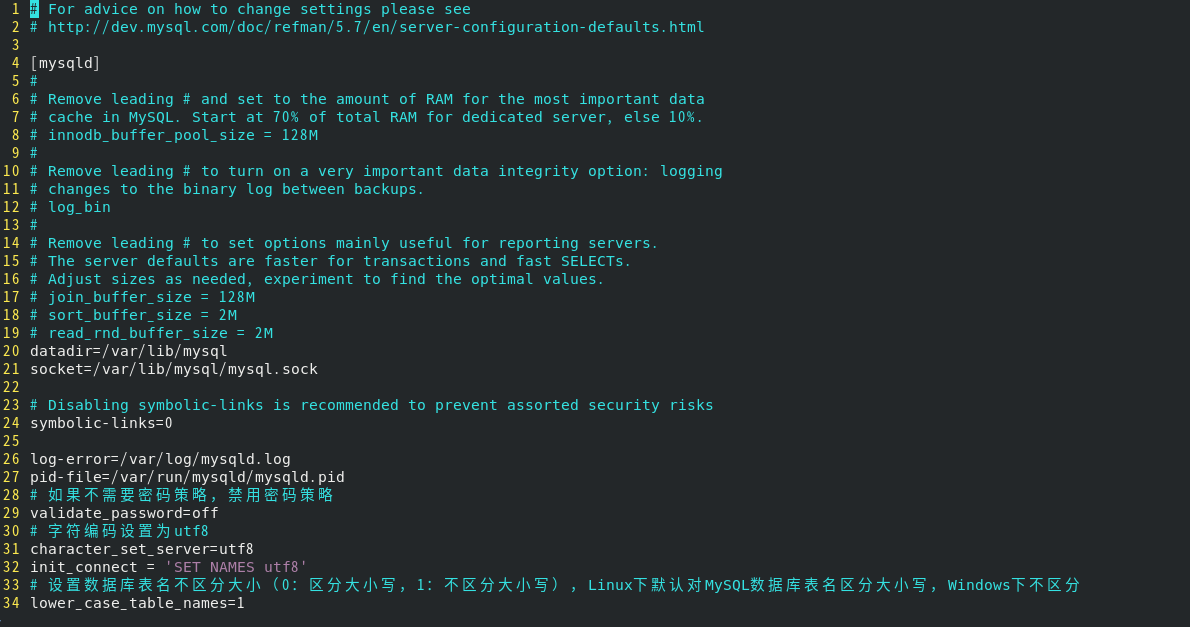 1 # For advice on how to change settings please see
2 # http://dev.mysql.com/doc/refman/5.7/en/server-configuration-defaults.html
3
4 [mysqld]
5 #
6 # Remove leading # and set to the amount of RAM for the most important data
7 # cache in MySQL. Start at 70% of total RAM for dedicated server, else 10%.
8 # innodb_buffer_pool_size = 128M
9 #
10 # Remove leading # to turn on a very important data integrity option: logging
11 # changes to the binary log between backups.
12 # log_bin
13 #
14 # Remove leading # to set options mainly useful for reporting servers.
15 # The server defaults are faster for transactions and fast SELECTs.
16 # Adjust sizes as needed, experiment to find the optimal values.
17 # join_buffer_size = 128M
18 # sort_buffer_size = 2M
19 # read_rnd_buffer_size = 2M
20 datadir=/var/lib/mysql
21 socket=/var/lib/mysql/mysql.sock
22
23 # Disabling symbolic-links is recommended to prevent assorted security risks
24 symbolic-links=0
25
26 log-error=/var/log/mysqld.log
27 pid-file=/var/run/mysqld/mysqld.pid
28 # 如果不需要密码策略，禁用密码策略
29 validate_password=off
30 # 字符编码设置为utf8
31 character_set_server=utf8
32 init_connect = 'SET NAMES utf8'
33 # 设置数据库表名不区分大小（0：区分大小写，1：不区分大小写），Linux下默认对MySQL数据库表名区分大小写，Windows下不区分
34 lower_case_table_names=1